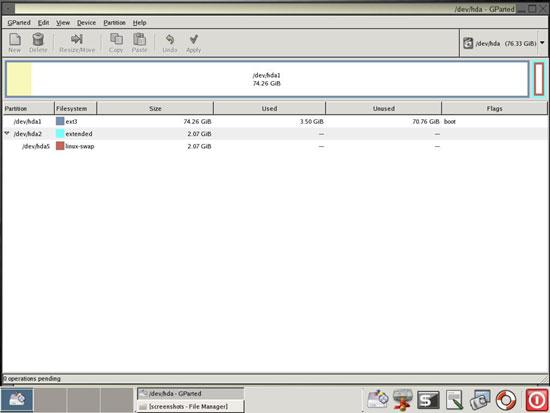 /dev/hda - GParted
GParted Edit View Device Partition Help
New Delete Resize/Move Copy Paste Undo Apply /dev/hda (76.33 GiB)
/dev/hda1
74.26 GiB
Partition Filesystem Size Used Unused Flags
/dev/hda1 ext3 74.26 GiB 3.50 GiB 70.76 GiB boot
/dev/hda2 extended 2.07 GiB — —
/dev/hda5 linux-swap 2.07 GiB — —
0 operations pending
/dev/hda - GParted
[screenshots - File Manager]